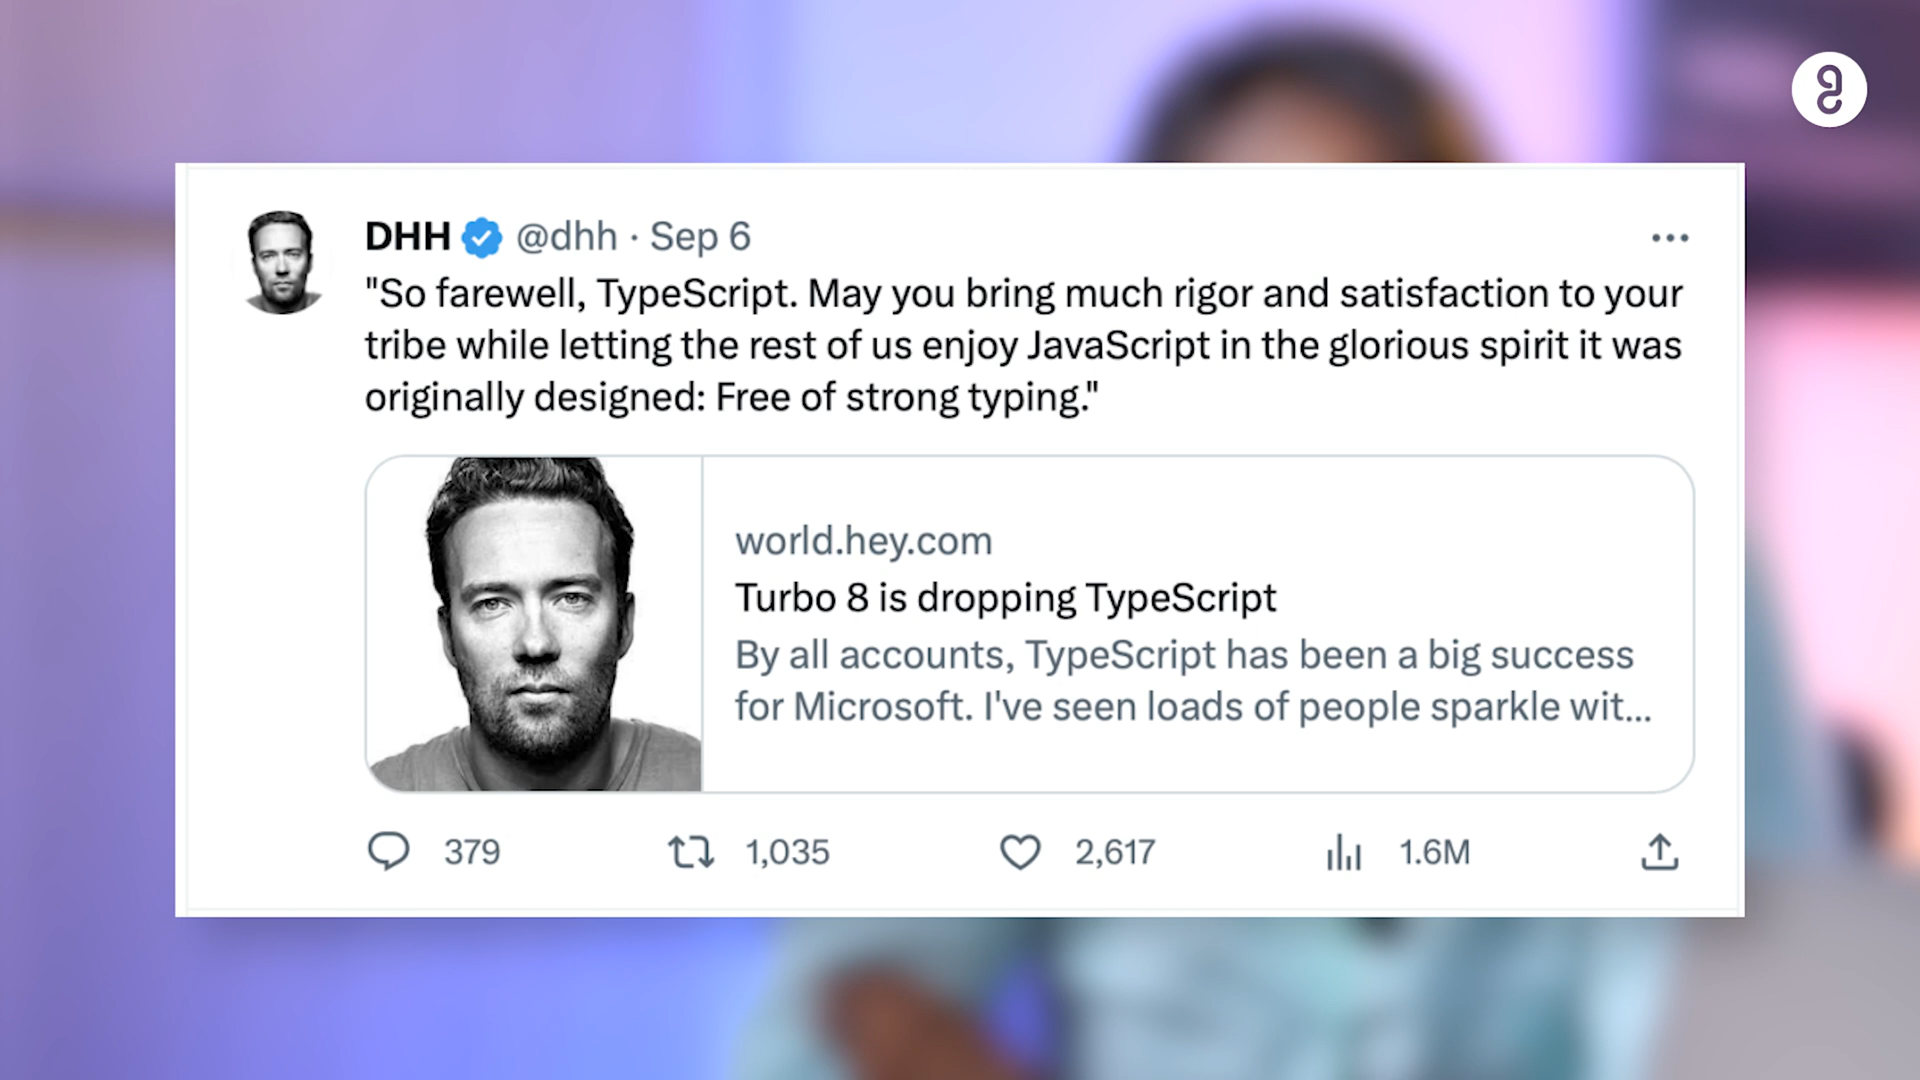 DHH @dhh · Sep 6
"So farewell, TypeScript. May you bring much rigor and satisfaction to your
tribe while letting the rest of us enjoy JavaScript in the glorious spirit it was
originally designed: Free of strong typing."
world.hey.com
Turbo 8 is dropping TypeScript
By all accounts, TypeScript has been a big success
for Microsoft. I've seen loads of people sparkle wit...
379 1,035 2,617 1.6M